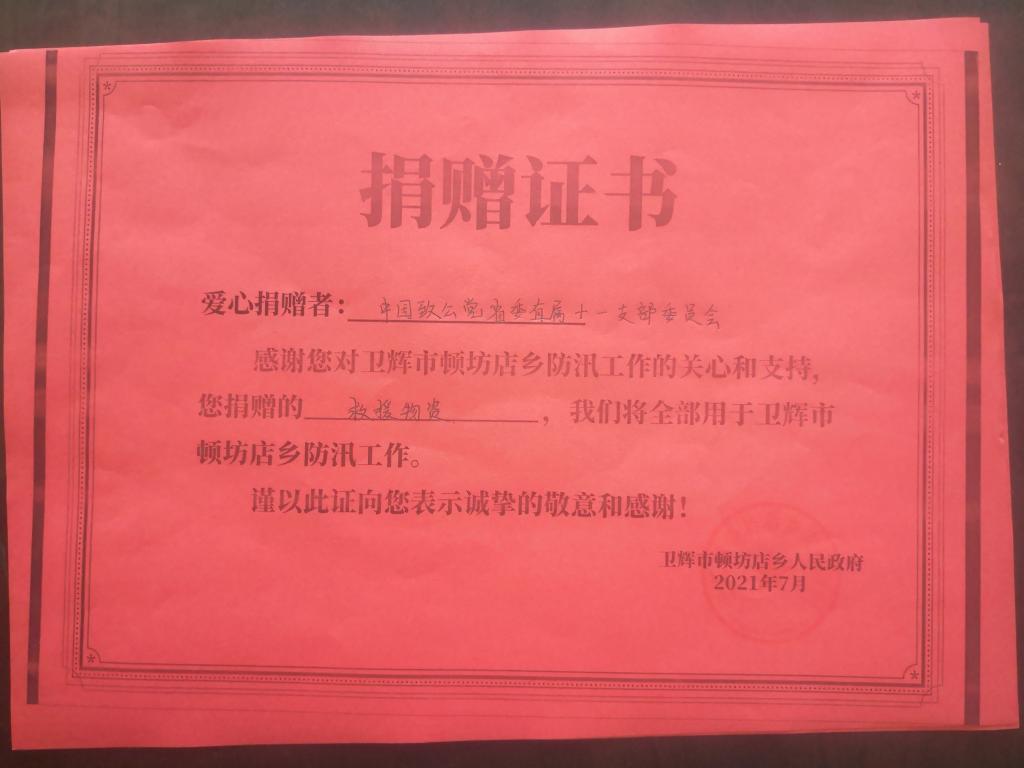 捐赠证书
爱心捐赠者：中国致公党省委直属十一支部委员会
感谢您对卫辉市顿坊店乡防汛工作的关心和支持，
您捐赠的救援物资，我们将全部用于卫辉市
顿坊店乡防汛工作。
谨以此证向您表示诚挚的敬意和感谢！
卫辉市顿坊店乡人民政府
2021年7月